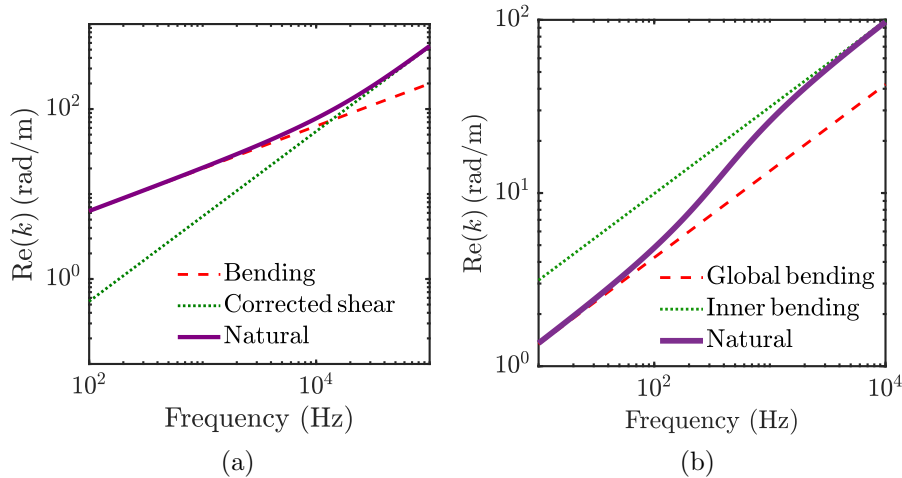 Re(k) (rad/m)
10^2
10^0
Bending
Corrected shear
Natural
10^2
10^4
Frequency (Hz)
(a)
Re(k) (rad/m)
10^2
10^1
10^0
Global bending
Inner bending
Natural
10^2
10^4
Frequency (Hz)
(b)